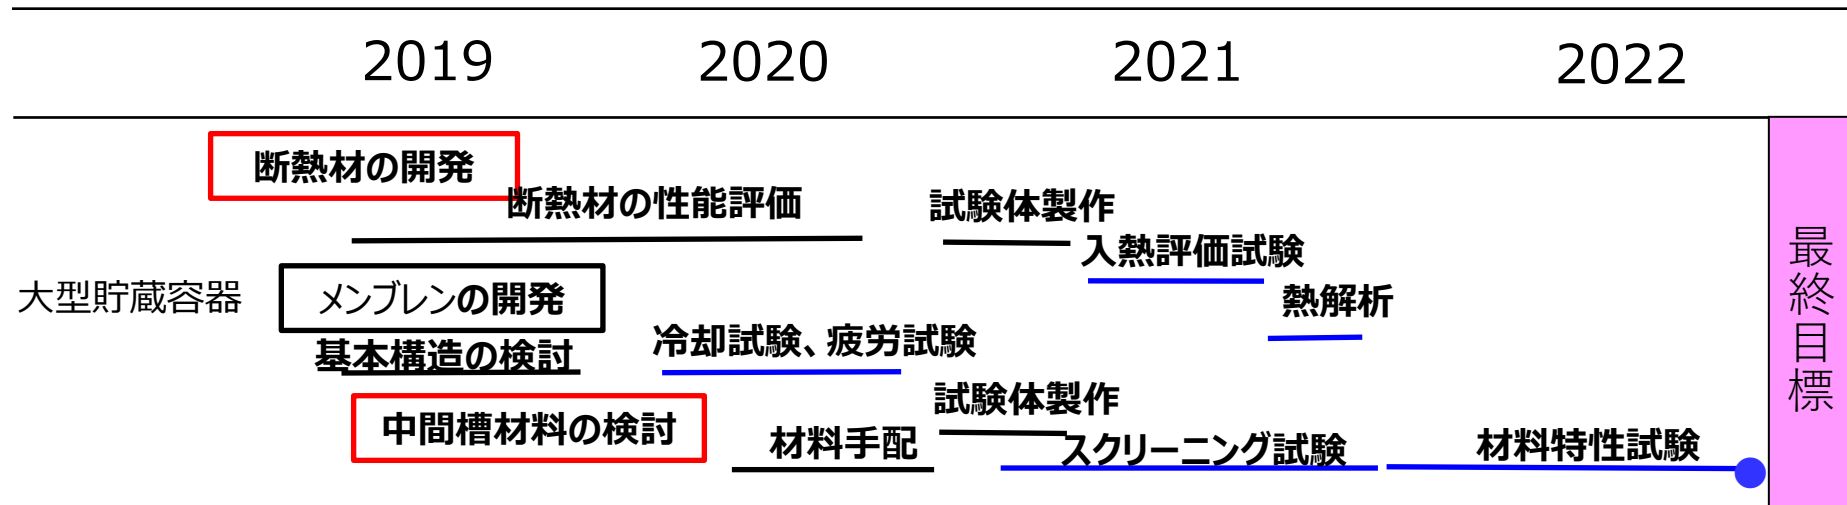 2019 2020 2021 2022
断熱材の開発
断熱材の性能評価 試験体製作
入熱評価試験
大型貯蔵容器 メンブレンの開発
熱解析
基本構造の検討 冷却試験、疲労試験
試験体製作
中間槽材料の検討
材料手配 スクリーニング試験 材料特性試験
最終目標